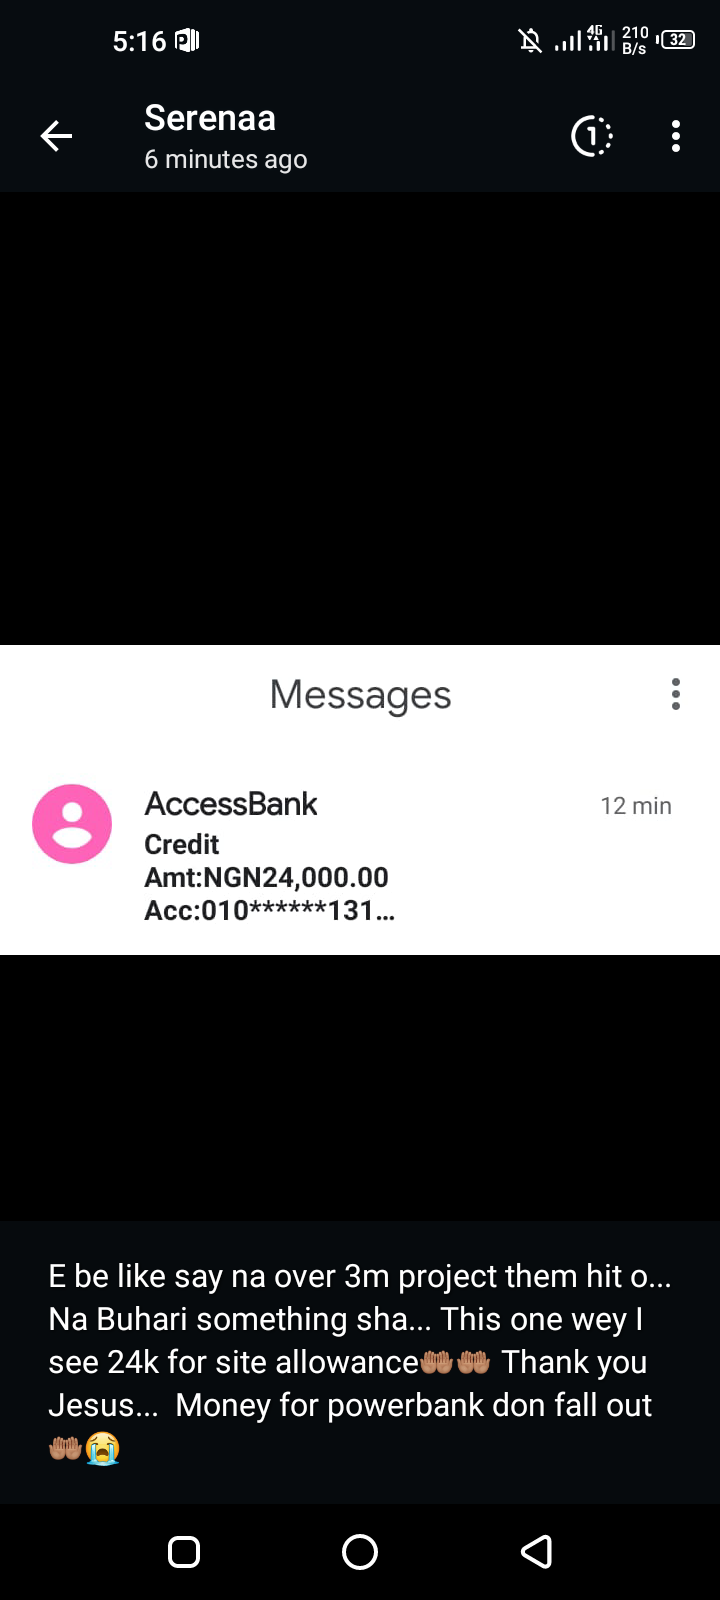 5:16
4G 210 B/s 32
Serenaa
6 minutes ago
1
Messages
AccessBank
12 min
Credit
Amt:NGN24,000.00
Acc:010******131...
E be like say na over 3m project them hit o...
Na Buhari something sha... This one wey I
see 24k for site allowance🤲🏽🤲🏽 Thank you
Jesus... Money for powerbank don fall out
🤲🏽😭